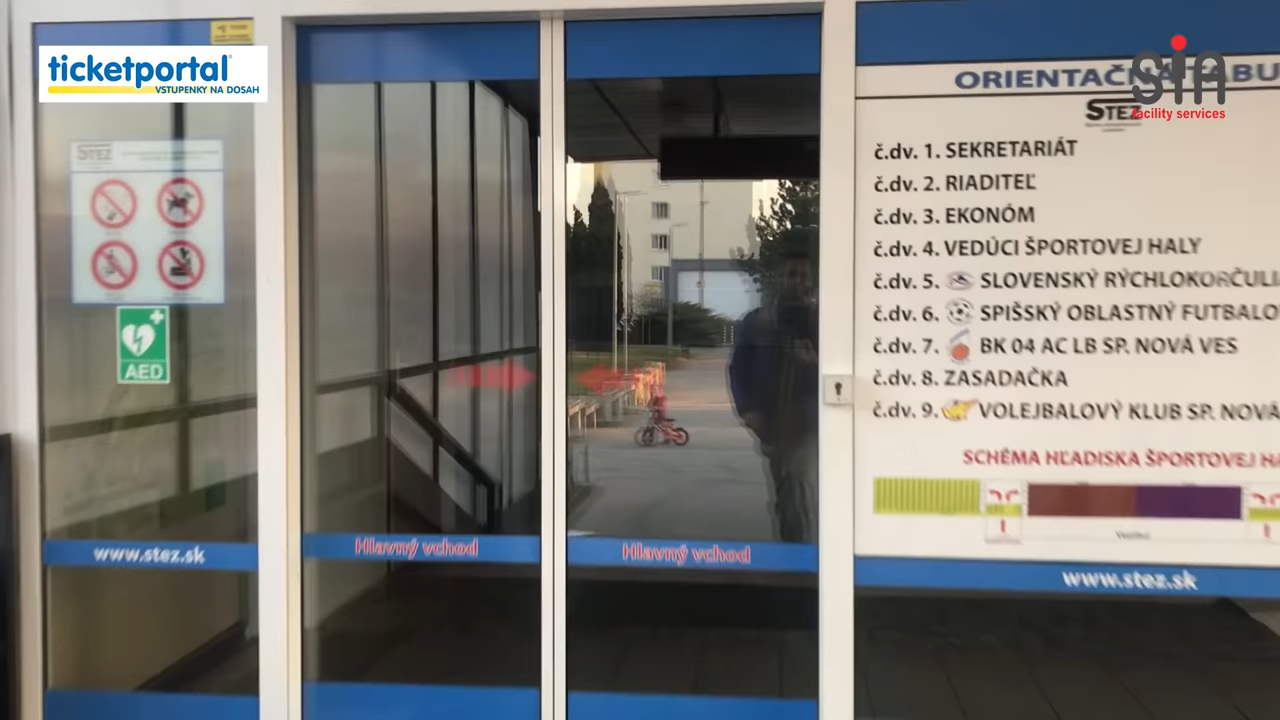 ticketportal
VSTUPENKY NA DOSAH
STEZ
AED
www.stez.sk
Hlavný vchod
Hlavný vchod
sin
facility services
ORIENTAČNÁ TABU
STEZ
č.dv. 1. SEKRETARIÁT
č.dv. 2. RIADITEĽ
č.dv. 3. EKONÓM
č.dv. 4. VEDÚCI ŠPORTOVEJ HALY
č.dv. 5. SLOVENSKÝ RÝCHLOKORČULI
č.dv. 6. SPIŠSKÝ OBLASTNÝ FUTBALO
č.dv. 7. BK 04 AC LB SP. NOVÁ VES
č.dv. 8. ZASADAČKA
č.dv. 9. VOLEJBALOVÝ KLUB SP. NOVÁ
SCHÉMA HĽADISKA ŠPORTOVEJ HA
www.stez.sk